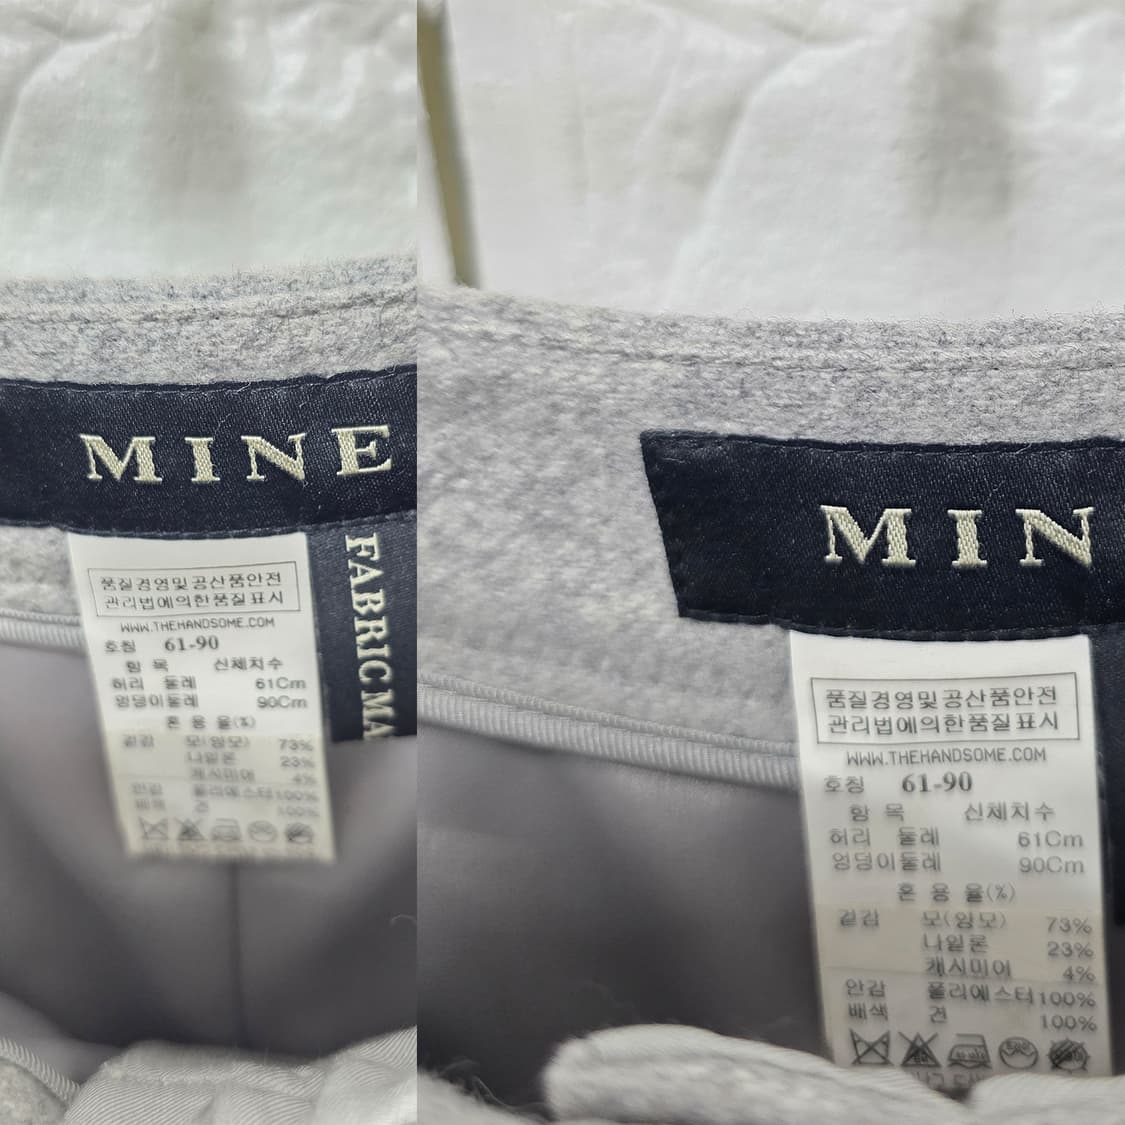 MINE
FABRIC MA
품질경영및공산품안전
관리법에의한품질표시
WWW.THEHANDSOME.COM
호칭 61-90
항 목 신체치수
허리 둘레 61Cm
엉덩이둘레 90Cm
혼 용 율(%)
겉감 모(양모) 73%
나일론 23%
캐시미어 4%
안감 폴리에스터100%
배색 견 100%
MIN
품질경영및공산품안전
관리법에의한품질표시
WWW.THEHANDSOME.COM
호칭 61-90
항 목 신체치수
허리 둘레 61Cm
엉덩이둘레 90Cm
혼 용 율(%)
겉감 모(양모) 73%
나일론 23%
캐시미어 4%
안감 폴리에스터100%
배색 견 100%